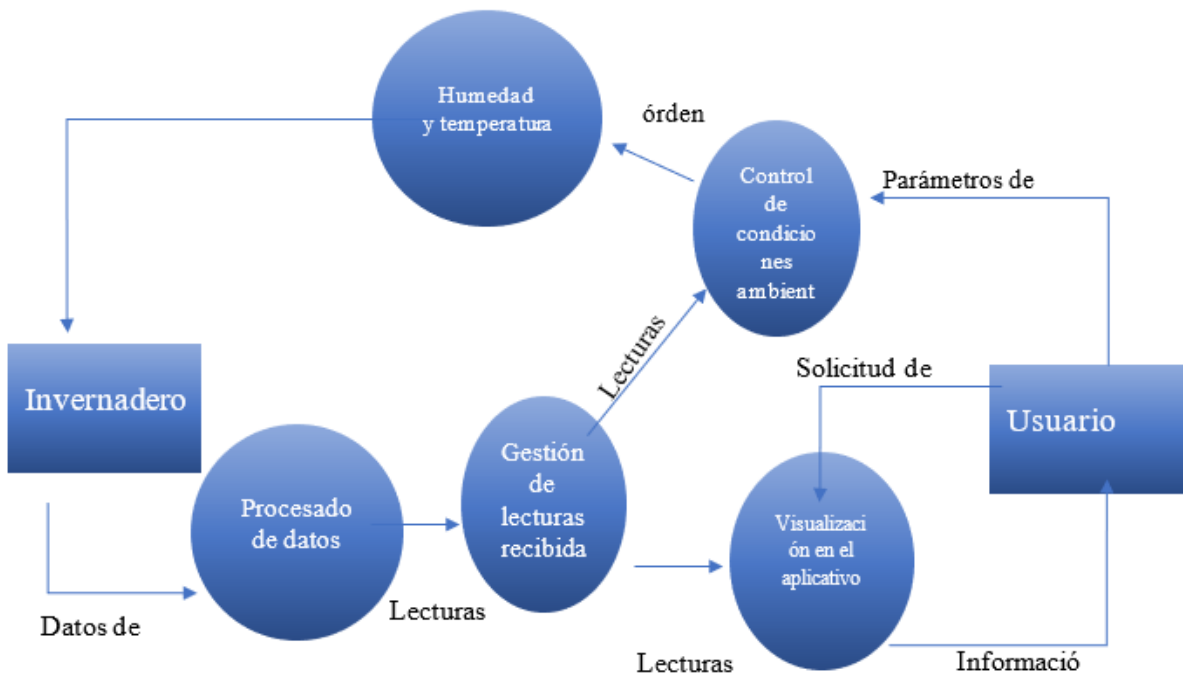 Humedad
y temperatura
órden
Control
de
condicio
nes
ambient
Parámetros de
Lecturas
Solicitud de
Invernadero
Usuario
Gestión
de
lecturas
recibida
Procesado
de datos
Visualizaci
ón en el
aplicativo
Datos de
Lecturas
Lecturas
Informació